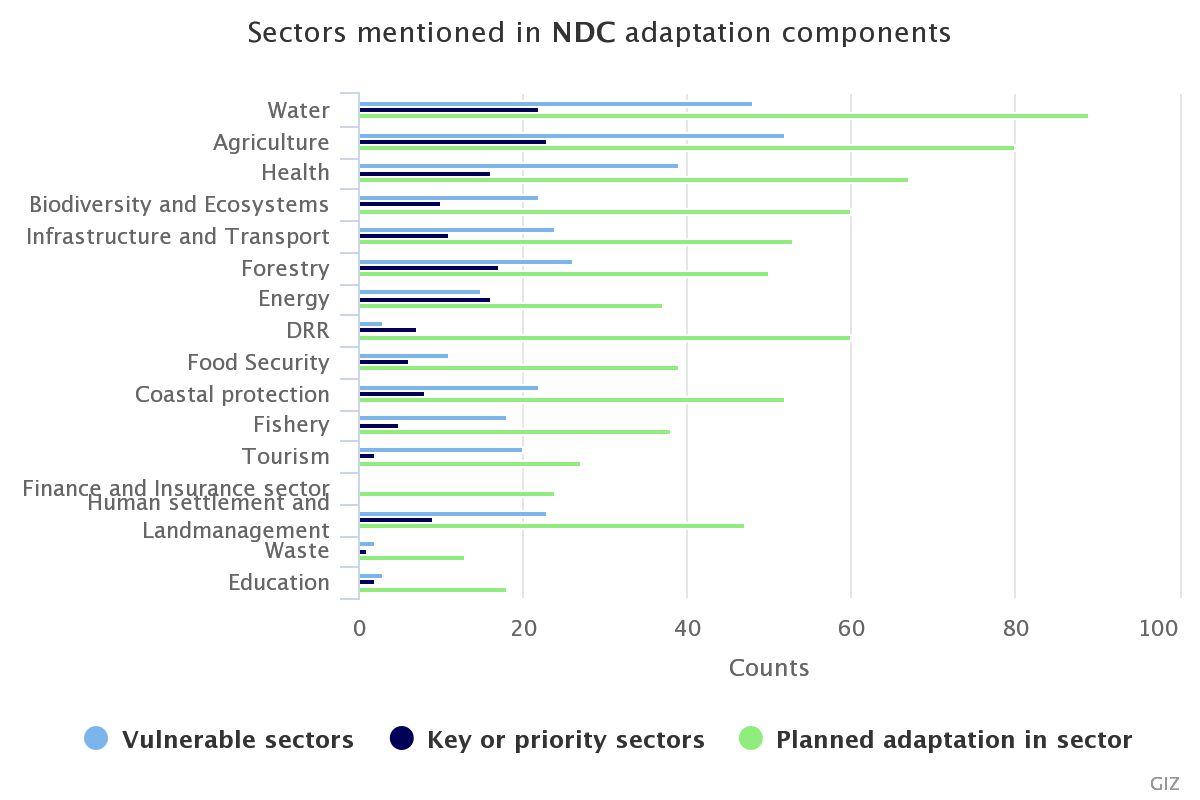 Sectors mentioned in NDC adaptation components
Water
Agriculture
Health
Biodiversity and Ecosystems
Infrastructure and Transport
Forestry
Energy
DRR
Food Security
Coastal protection
Fishery
Tourism
Finance and Insurance sector
Human settlement and
Landmanagement
Waste
Education
0 20 40 60 80 100
Counts
Vulnerable sectors Key or priority sectors Planned adaptation in sector
GIZ